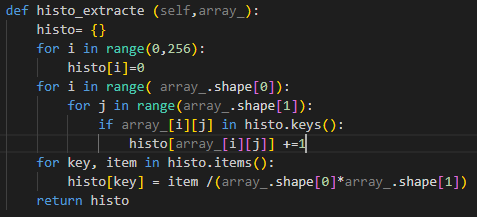 def histo_extracte (self,array_):
    histo= {}
    for i in range(0,256):
        histo[i]=0
    for i in range( array_.shape[0]):
        for j in range(array_.shape[1]):
            if array_[i][j] in histo.keys():
                histo[array_[i][j]] +=1
    for key, item in histo.items():
        histo[key] = item /(array_.shape[0]*array_.shape[1])
    return histo